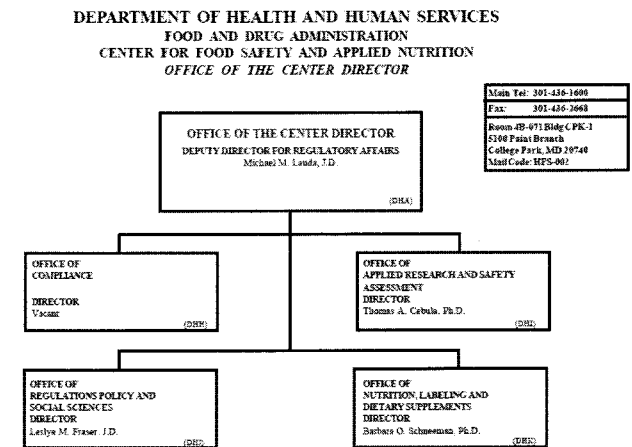 DEPARTMENT OF HEALTH AND HUMAN SERVICES
FOOD AND DRUG ADMINISTRATION
CENTER FOR FOOD SAFETY AND APPLIED NUTRITION
OFFICE OF THE CENTER DIRECTOR
Main Tel: 301-436-1600
Fax: 301-436-2668
Room 4B-071 Bldg CPK-1
5100 Paint Branch
College Park, MD 20740
Mail Code: HFS-002
OFFICE OF THE CENTER DIRECTOR
DEPUTY DIRECTOR FOR REGULATORY AFFAIRS
Michael M. Landa, J.D.
(DHA)
OFFICE OF
COMPLIANCE
DIRECTOR
Vacant
(DHH)
OFFICE OF
APPLIED RESEARCH AND SAFETY
ASSESSMENT
DIRECTOR
Thomas A. Cebula, Ph.D.
(DHI)
OFFICE OF
REGULATIONS POLICY AND
SOCIAL SCIENCES
DIRECTOR
Leslye M. Fraser, J.D.
(DHJ)
OFFICE OF
NUTRITION, LABELING AND
DIETARY SUPPLEMENTS
DIRECTOR
Barbara O. Schneeman, Ph.D.
(DHK)